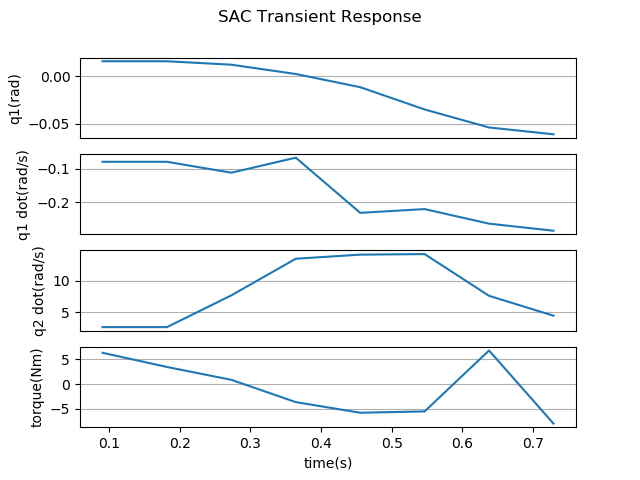 SAC Transient Response
q1(rad)
0.00
−0.05
q1 dot(rad/s)
−0.1
−0.2
q2 dot(rad/s)
10
5
torque(Nm)
5
0
−5
0.1 0.2 0.3 0.4 0.5 0.6 0.7
time(s)